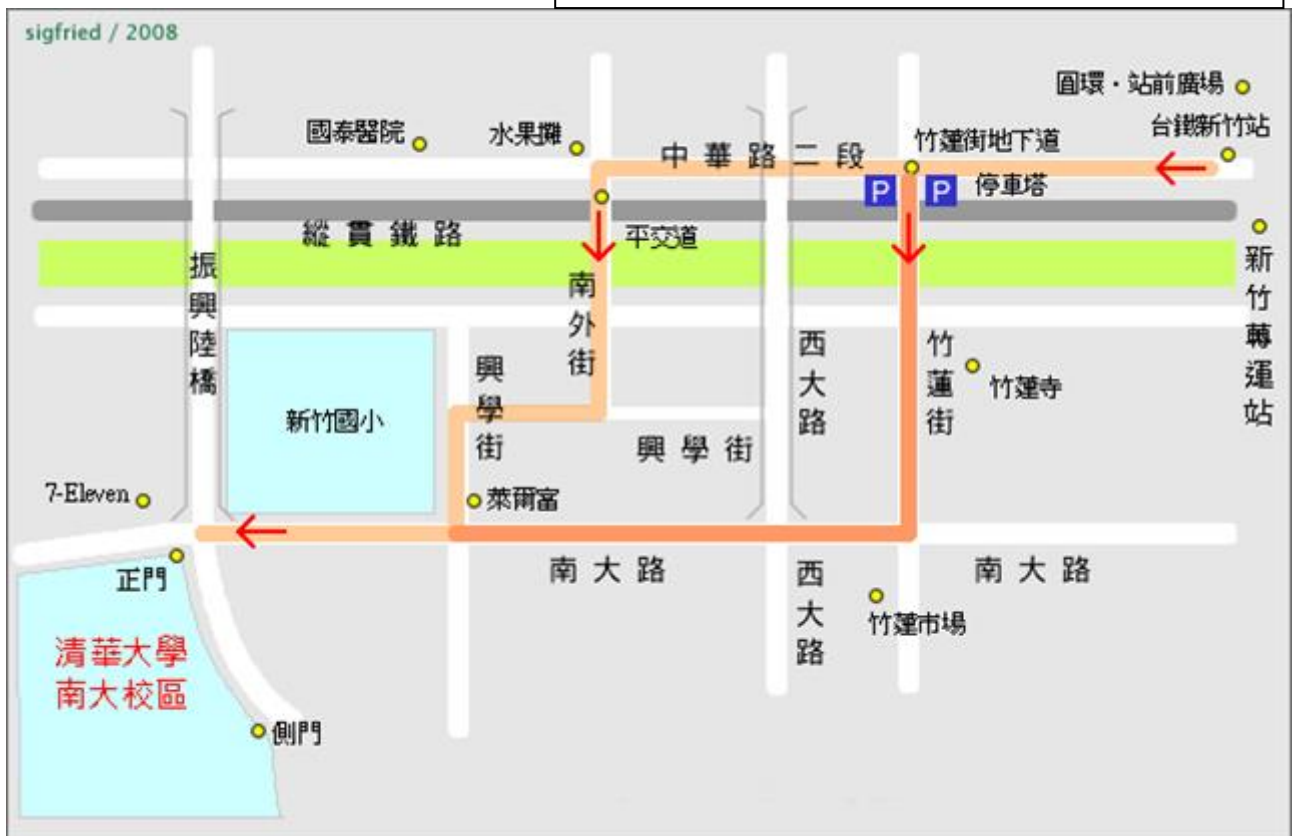 sigfried / 2008
圓環・站前廣場
台鐵新竹站
國泰醫院
水果攤
中華路二段
竹蓮街地下道
P
P
停車塔
縱貫鐵路
平交道
新竹轉運站
振興陸橋
南外街
西大路
竹蓮街
竹蓮寺
興學街
新竹國小
興學街
7-Eleven
萊爾富
正門
南大路
西大路
南大路
竹蓮市場
清華大學
南大校區
側門